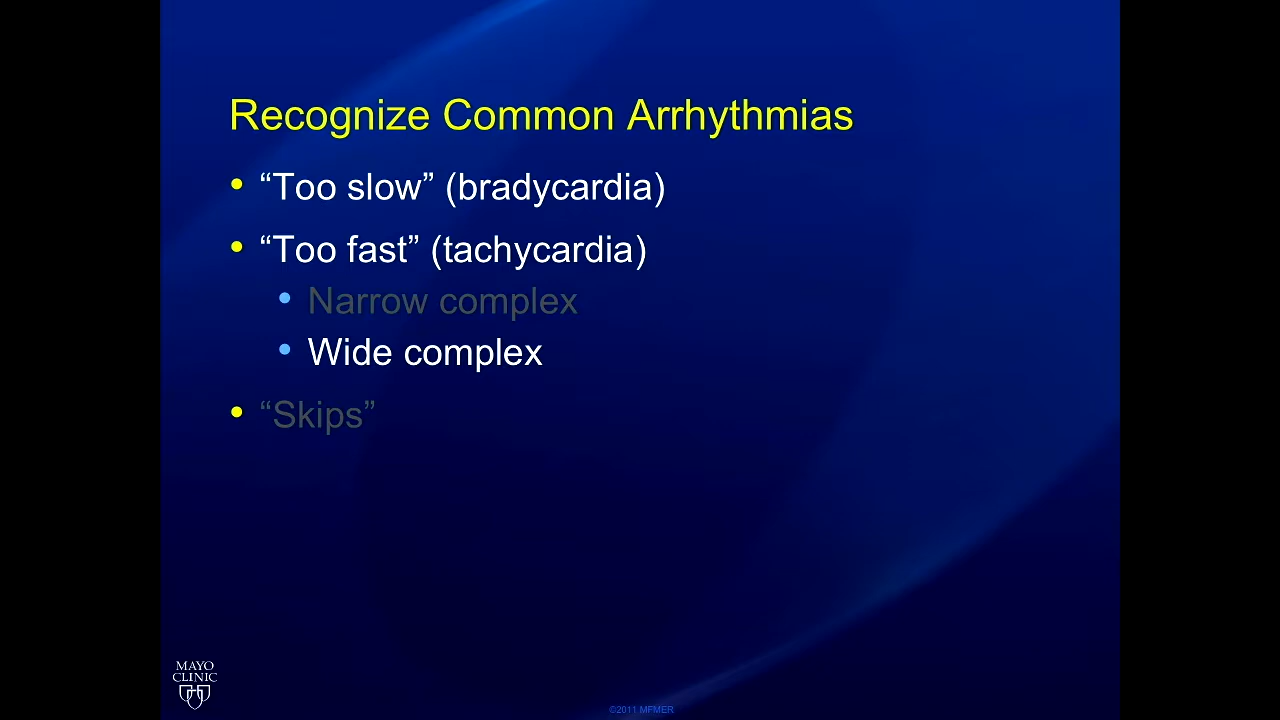 Recognize Common Arrhythmias
• “Too slow” (bradycardia)
• “Too fast” (tachycardia)
• Narrow complex
• Wide complex
• “Skips”
MAYO
CLINIC
©2011 MFMER